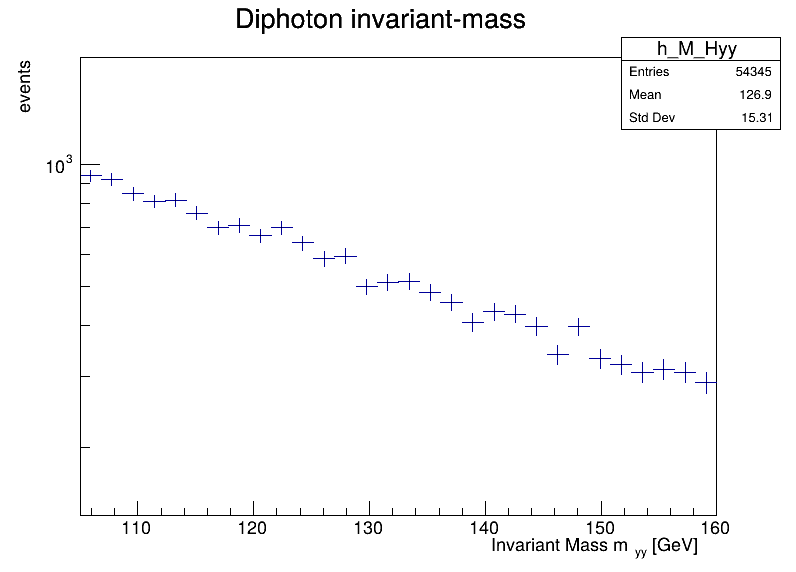 Diphoton invariant-mass
h_M_Hyy
Entries 54345
Mean 126.9
Std Dev 15.31
events
10³
110 120 130 140 150 160
Invariant Mass m yy [GeV]